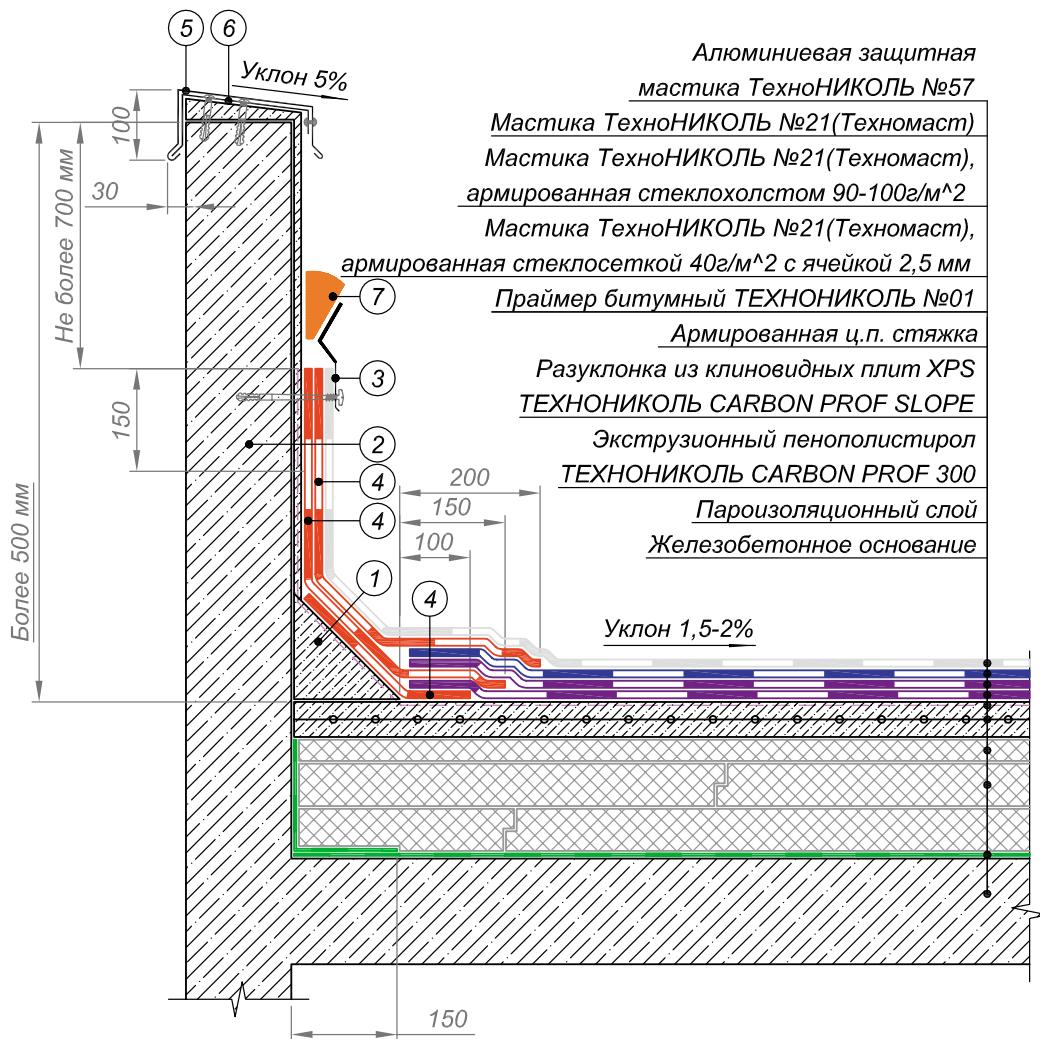 5
6
Уклон 5%
Алюминиевая защитная
мастика ТехноНИКОЛЬ №57
Мастика ТехноНИКОЛЬ №21(Техномаст)
Мастика ТехноНИКОЛЬ №21(Техномаст),
армированная стеклохолстом 90-100г/м^2
Мастика ТехноНИКОЛЬ №21(Техномаст),
армированная стеклосеткой 40г/м^2 с ячейкой 2,5 мм
Праймер битумный ТЕХНОНИКОЛЬ №01
Армированная ц.п. стяжка
Разуклонка из клиновидных плит XPS
ТЕХНОНИКОЛЬ CARBON PROF SLOPE
Экструзионный пенополистирол
ТЕХНОНИКОЛЬ CARBON PROF 300
Пароизоляционный слой
Железобетонное основание
100
30
Не более 700 мм
150
Более 500 мм
7
3
2
4
4
1
4
200
150
100
Уклон 1,5-2%
150